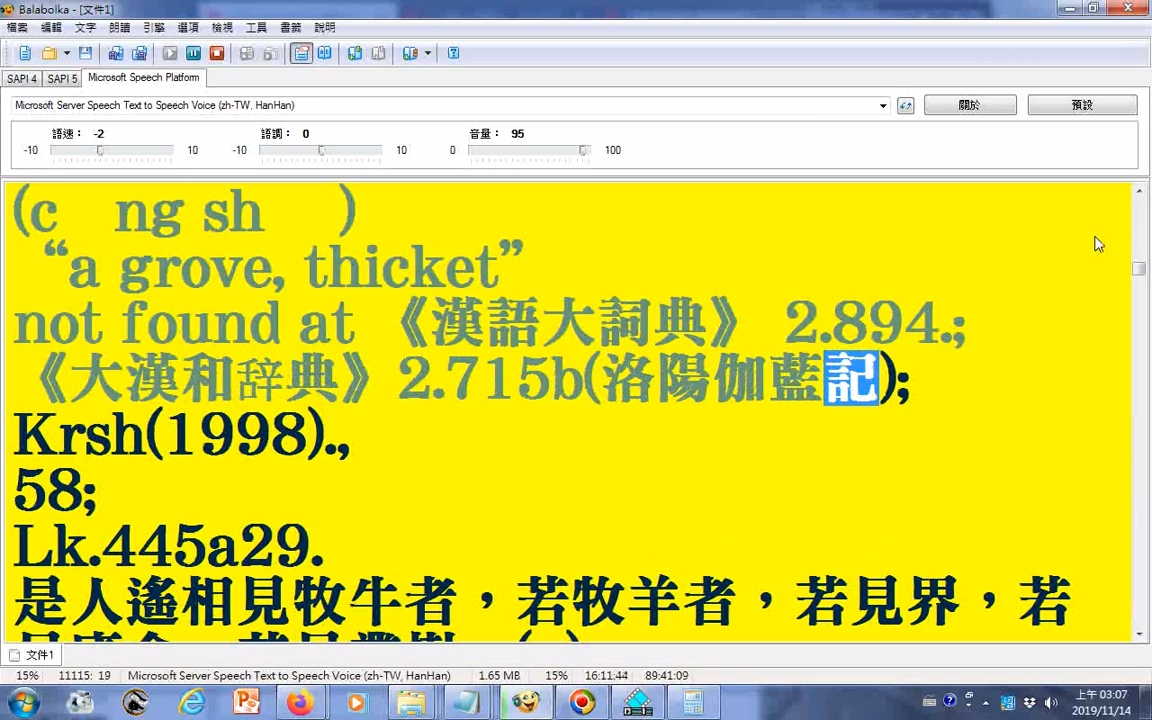 Balabolka - [文件1]
檔案 編輯 文字 朗讀 引擎 選項 檢視 工具 書籤 說明
SAPI 4 SAPI 5 Microsoft Speech Platform
Microsoft Server Speech Text to Speech Voice (zh-TW, HanHan) 關於 預設
語速： -2 語調： 0 音量： 95
-10 10 -10 10 0 100
(c ng sh )
“a grove, thicket”
not found at 《漢語大詞典》 2.894.;
《大漢和辞典》 2.715b(洛陽伽藍記);
Krsh(1998).,
58;
Lk.445a29.
是人遙相見牧牛者，若牧羊者，若見界，若
文件1
15% 11115: 19 Microsoft Server Speech Text to Speech Voice (zh-TW, HanHan) 1.65 MB 15% 16:11:44 89:41:09
上午 03:07
2019/11/14